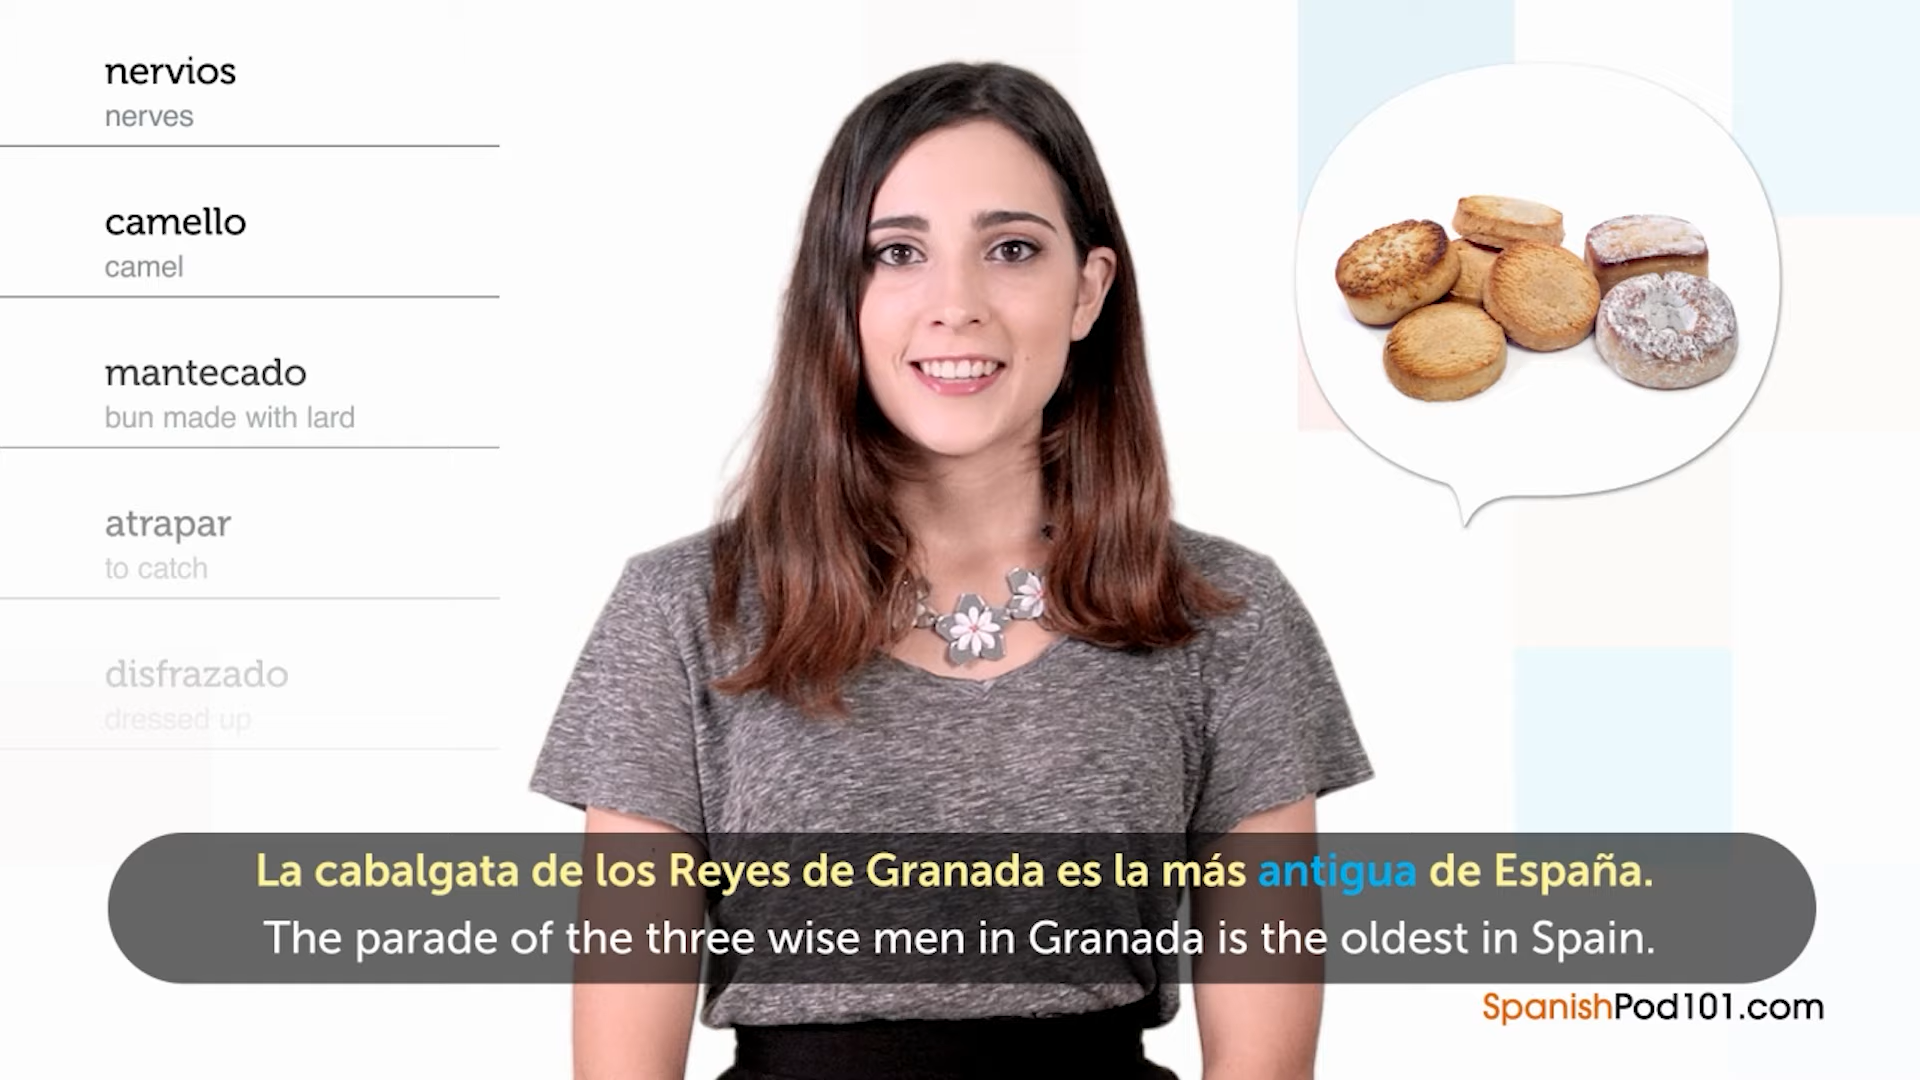 nervios
nerves
camello
camel
mantecado
bun made with lard
atrapar
to catch
disfrazado
dressed up
La cabalgata de los Reyes de Granada es la más antigua de España.
The parade of the three wise men in Granada is the oldest in Spain.
SpanishPod101.com